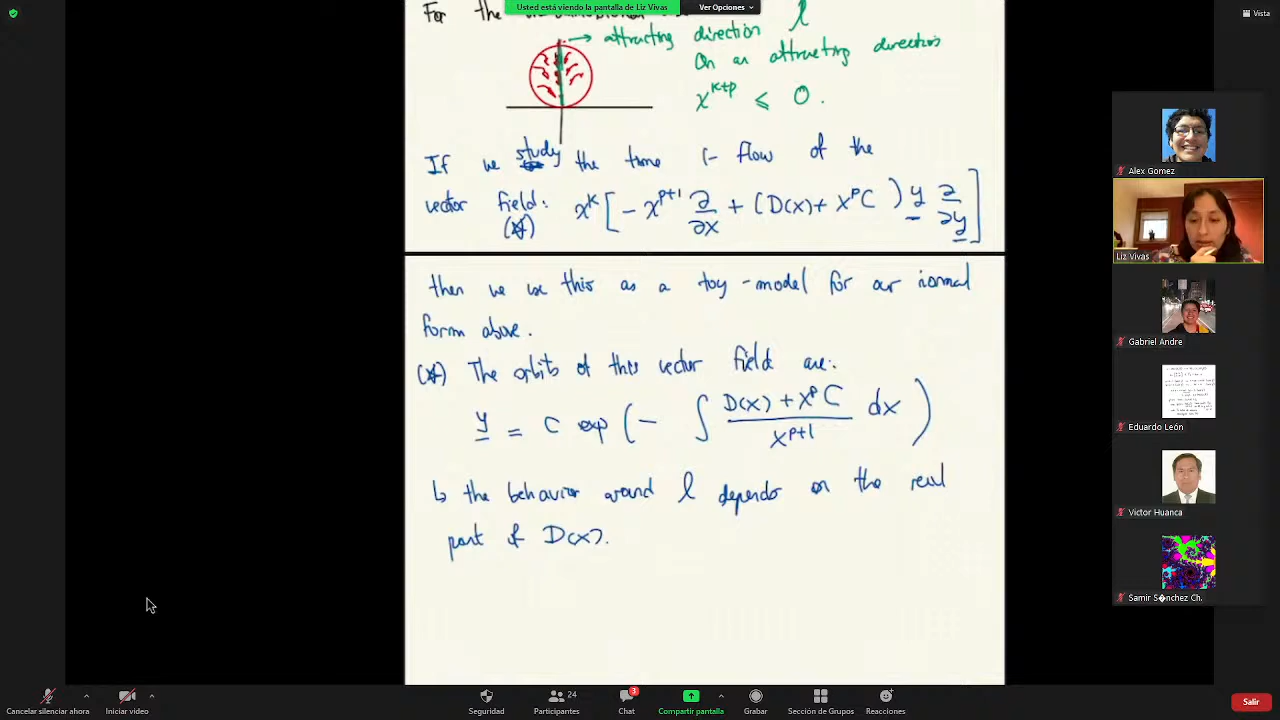 Usted está viendo la pantalla de Liz Vivas
Ver Opciones
Vista
For the
attracting direction l
On an attracting direction
x^{k+p} ≤ 0.
If we study the time 1- flow of the
vector field: x^k [ - x^{p+1} ∂/∂x + (D(x) + x^p C) y ∂/∂y ]
(*)
then we use this as a toy-model for our normal
form above.
(*) The orbits of this vector field are:
y = C exp ( - ∫ (D(x) + x^p C)/x^{p+1} dx )
↳ the behavior around l depends on the real
part of D(x).
Alex Gomez
Liz Vivas
Gabriel Andre
Eduardo León
Victor Huanca
Samir S�nchez Ch.
Cancelar silenciar ahora
Iniciar video
Seguridad
24
Participantes
3
Chat
Compartir pantalla
Grabar
Sección de Grupos
Reacciones
Salir